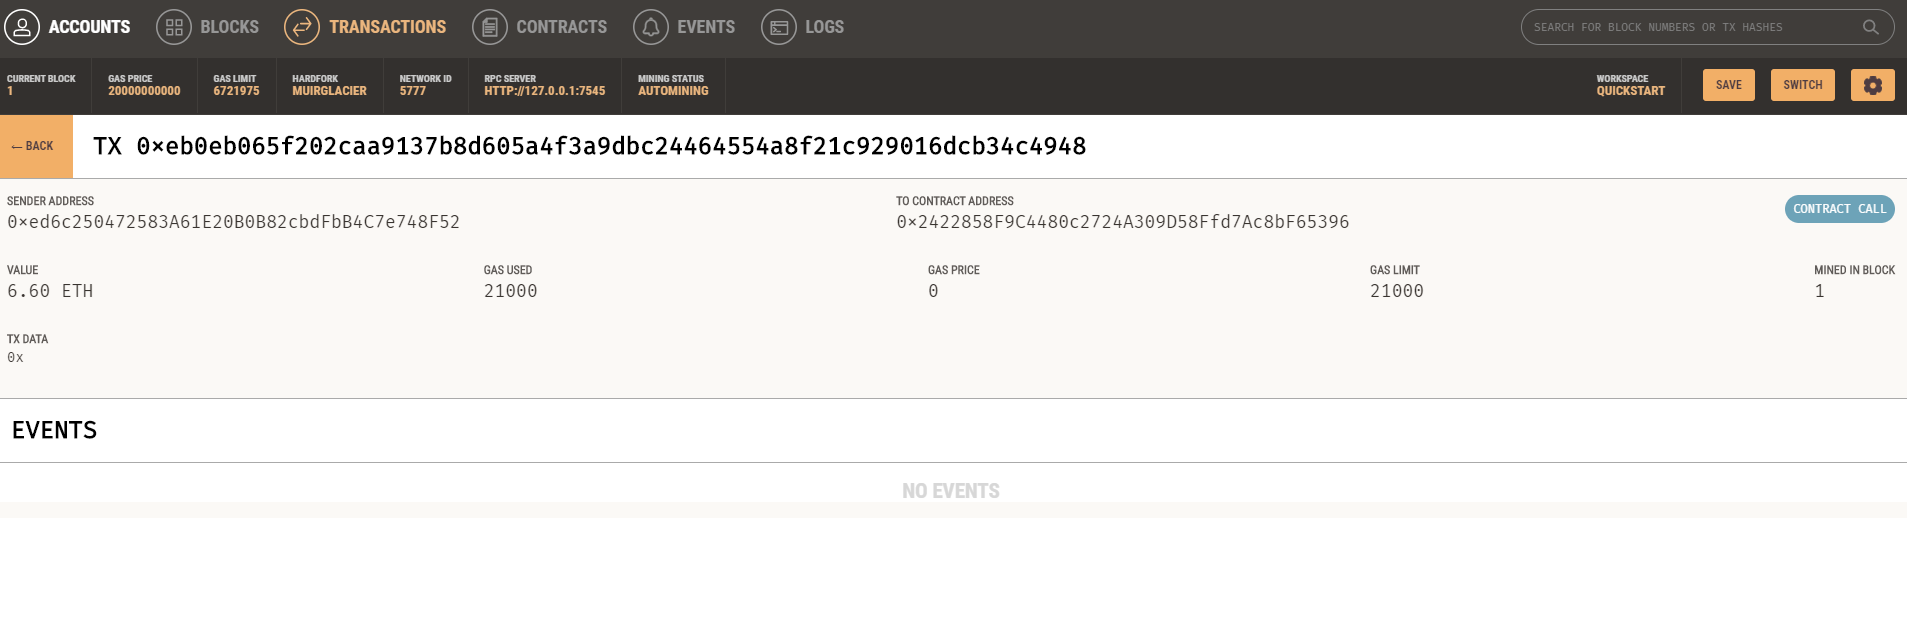 ACCOUNTS BLOCKS TRANSACTIONS CONTRACTS EVENTS LOGS SEARCH FOR BLOCK NUMBERS OR TX HASHES
CURRENT BLOCK GAS PRICE GAS LIMIT HARDFORK NETWORK ID RPC SERVER MINING STATUS WORKSPACE
1 20000000000 6721975 MUIRGLACIER 5777 HTTP://127.0.0.1:7545 AUTOMINING QUICKSTART SAVE SWITCH
← BACK TX 0×eb0eb065f202caa9137b8d605a4f3a9dbc24464554a8f21c929016dcb34c4948
SENDER ADDRESS TO CONTRACT ADDRESS
0×ed6c250472583A61E20B0B82cbdFbB4C7e748F52 0×2422858F9C4480c2724A309D58Ffd7Ac8bF65396 CONTRACT CALL
VALUE GAS USED GAS PRICE GAS LIMIT MINED IN BLOCK
6.60 ETH 21000 0 21000 1
TX DATA
0x
EVENTS
NO EVENTS